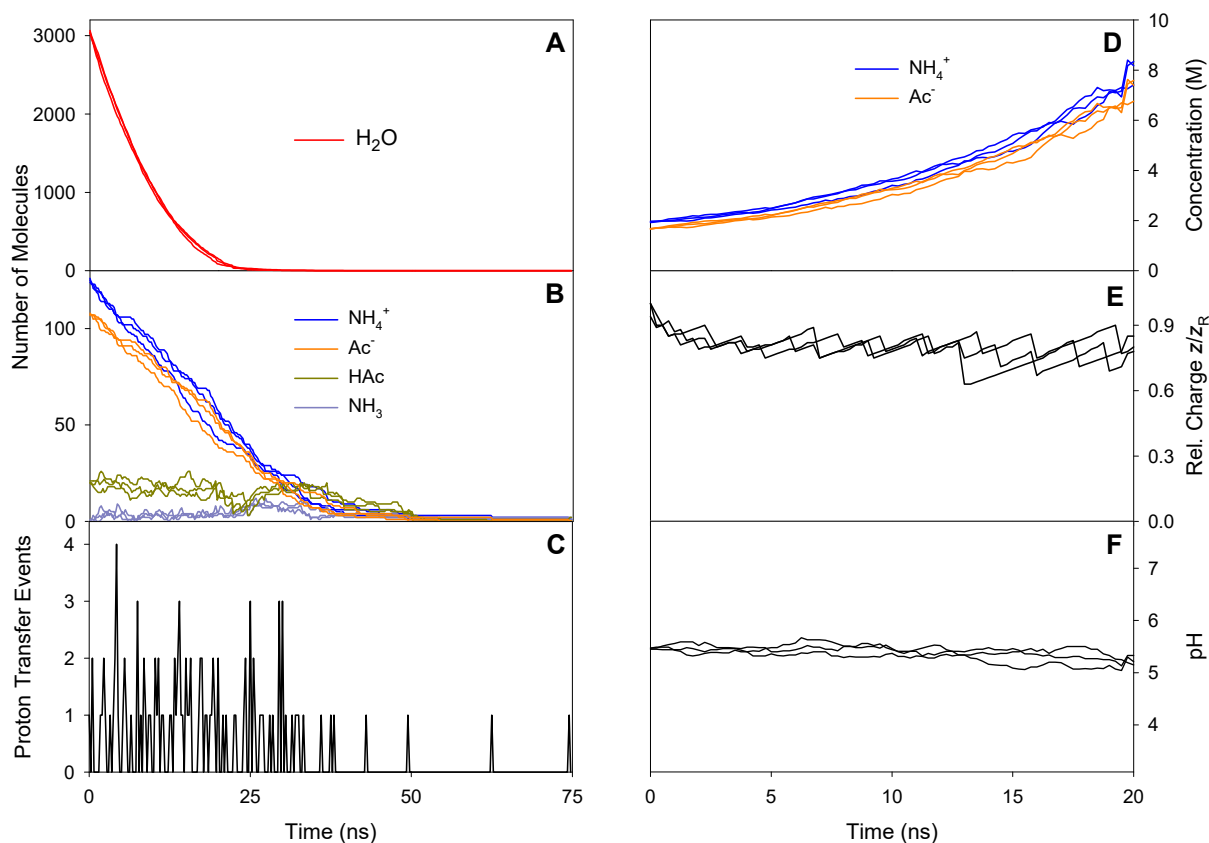 A
3000
2000
1000
0
H₂O
Number of Molecules
B
100
50
0
NH₄⁺
Ac⁻
HAc
NH₃
C
4
3
2
1
0
Proton Transfer Events
0 25 50 75
Time (ns)
D
10
8
6
4
2
0
NH₄⁺
Ac⁻
Concentration (M)
E
0.9
0.6
0.3
0.0
Rel. Charge z/z_R
F
7
6
5
4
pH
0 5 10 15 20
Time (ns)